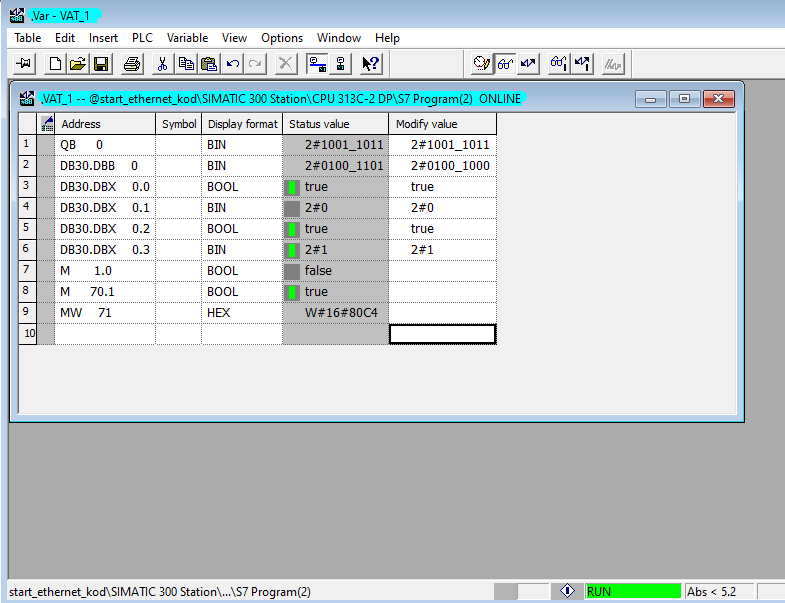 Var - VAT_1
Table Edit Insert PLC Variable View Options Window Help
VAT_1 -- @start_ethernet_kod\SIMATIC 300 Station\CPU 313C-2 DP\S7 Program(2) ONLINE
Address Symbol Display format Status value Modify value
1 QB 0 BIN 2#1001_1011 2#1001_1011
2 DB30.DBB 0 BIN 2#0100_1101 2#0100_1000
3 DB30.DBX 0.0 BOOL true true
4 DB30.DBX 0.1 BIN 2#0 2#0
5 DB30.DBX 0.2 BOOL true true
6 DB30.DBX 0.3 BIN 2#1 2#1
7 M 1.0 BOOL false
8 M 70.1 BOOL true
9 MW 71 HEX W#16#80C4
10
start_ethernet_kod\SIMATIC 300 Station\...\S7 Program(2) RUN Abs < 5.2